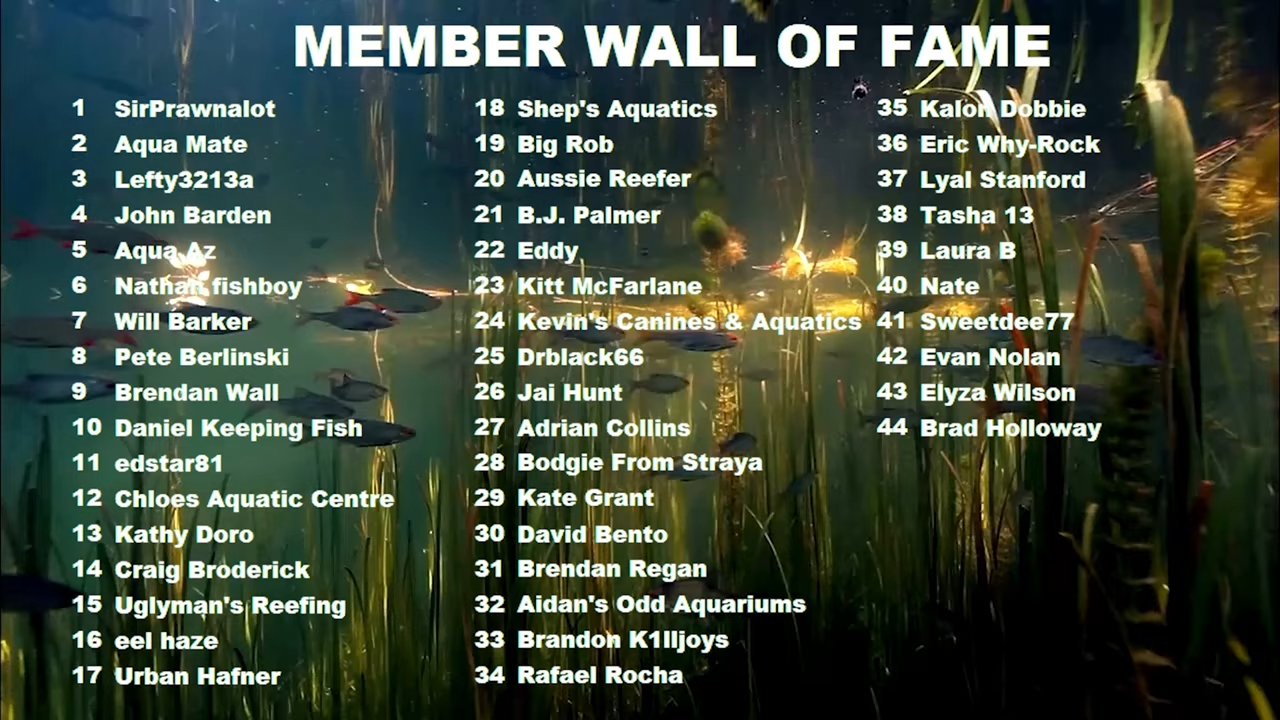 MEMBER WALL OF FAME
1 SirPrawnalot
2 Aqua Mate
3 Lefty3213a
4 John Barden
5 Aqua Az
6 Nathan fishboy
7 Will Barker
8 Pete Berlinski
9 Brendan Wall
10 Daniel Keeping Fish
11 edstar81
12 Chloes Aquatic Centre
13 Kathy Doro
14 Craig Broderick
15 Uglyman's Reefing
16 eel haze
17 Urban Hafner
18 Shep's Aquatics
19 Big Rob
20 Aussie Reefer
21 B.J. Palmer
22 Eddy
23 Kitt McFarlane
24 Kevin's Canines & Aquatics
25 Drblack66
26 Jai Hunt
27 Adrian Collins
28 Bodgie From Straya
29 Kate Grant
30 David Bento
31 Brendan Regan
32 Aidan's Odd Aquariums
33 Brandon K1lljoys
34 Rafael Rocha
35 Kalon Dobbie
36 Eric Why-Rock
37 Lyal Stanford
38 Tasha 13
39 Laura B
40 Nate
41 Sweetdee77
42 Evan Nolan
43 Elyza Wilson
44 Brad Holloway